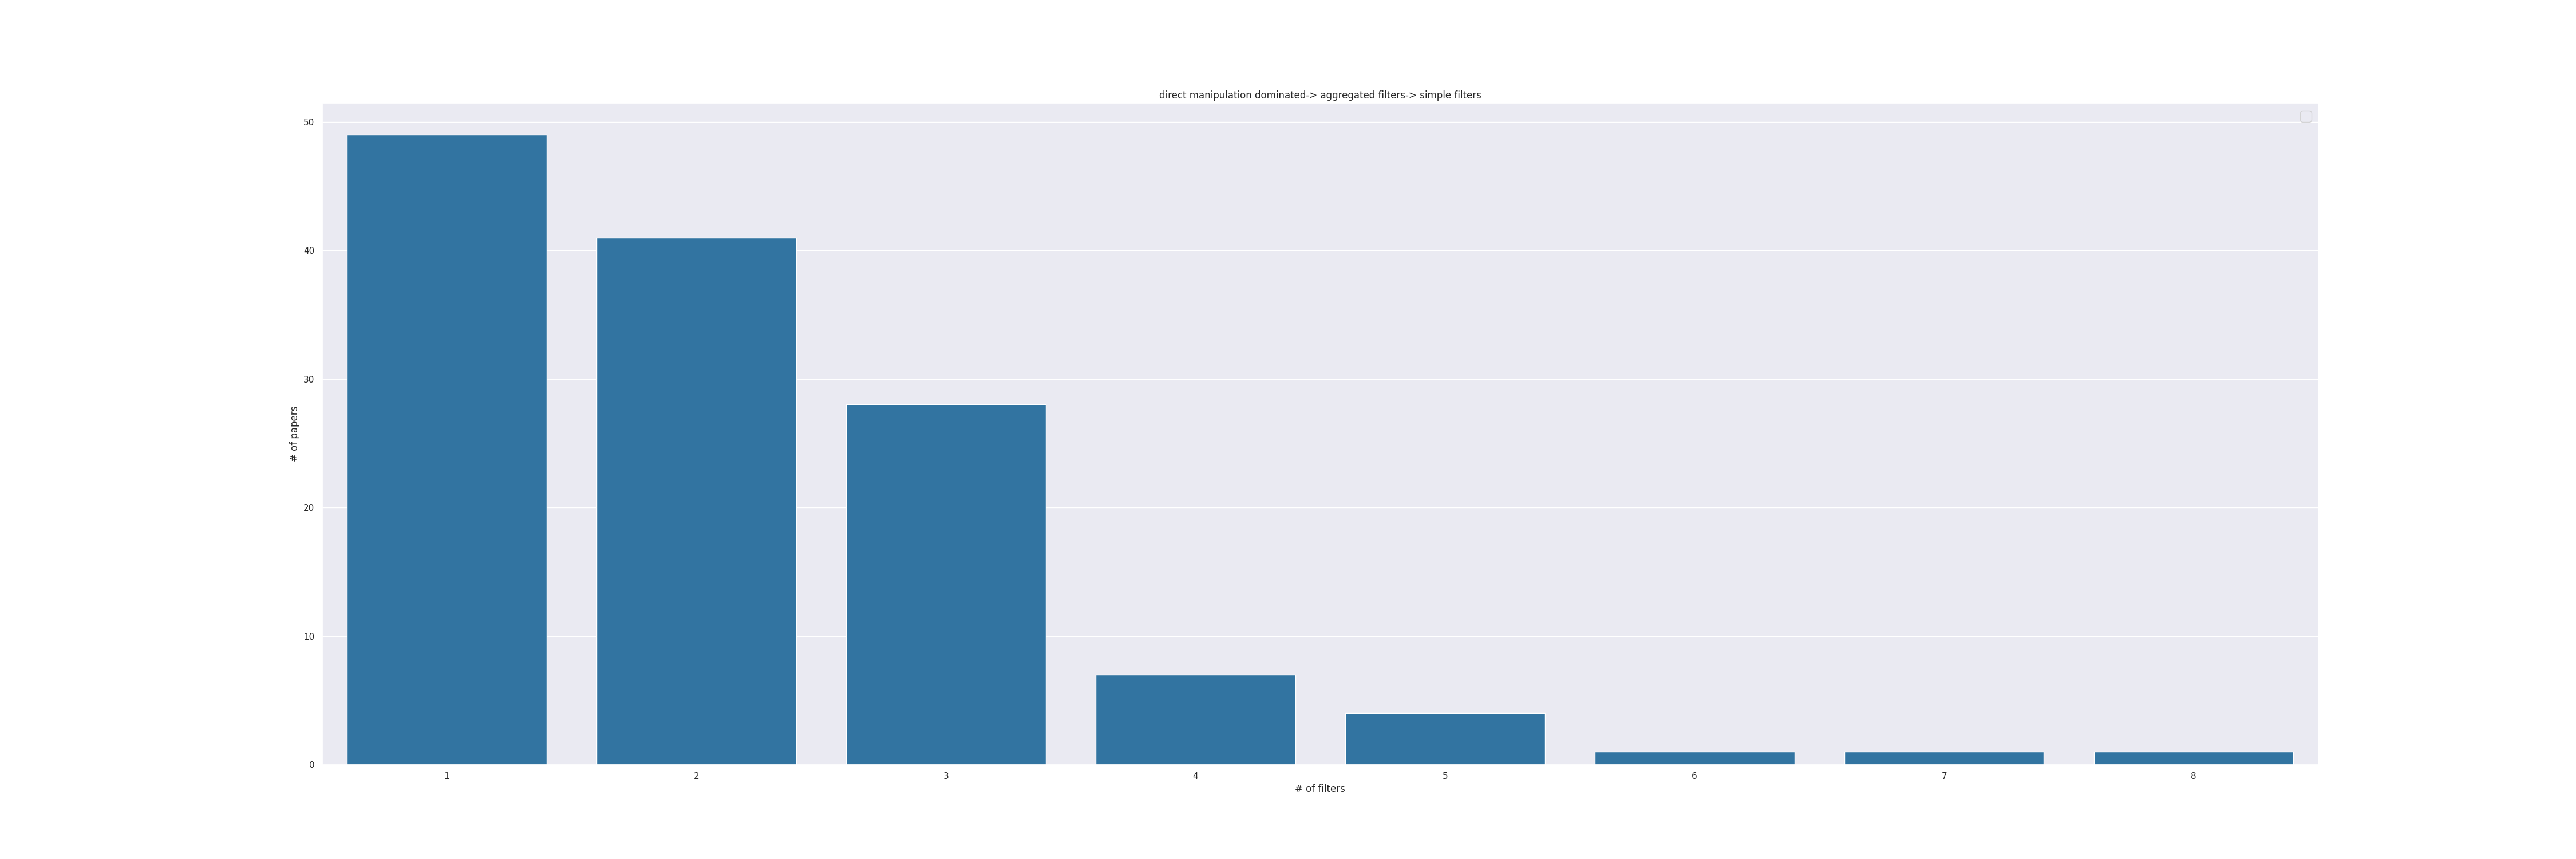 direct manipulation dominated-> aggregated filters-> simple filters
50
40
30
20
10
0
# of papers
1 2 3 4 5 6 7 8
# of filters